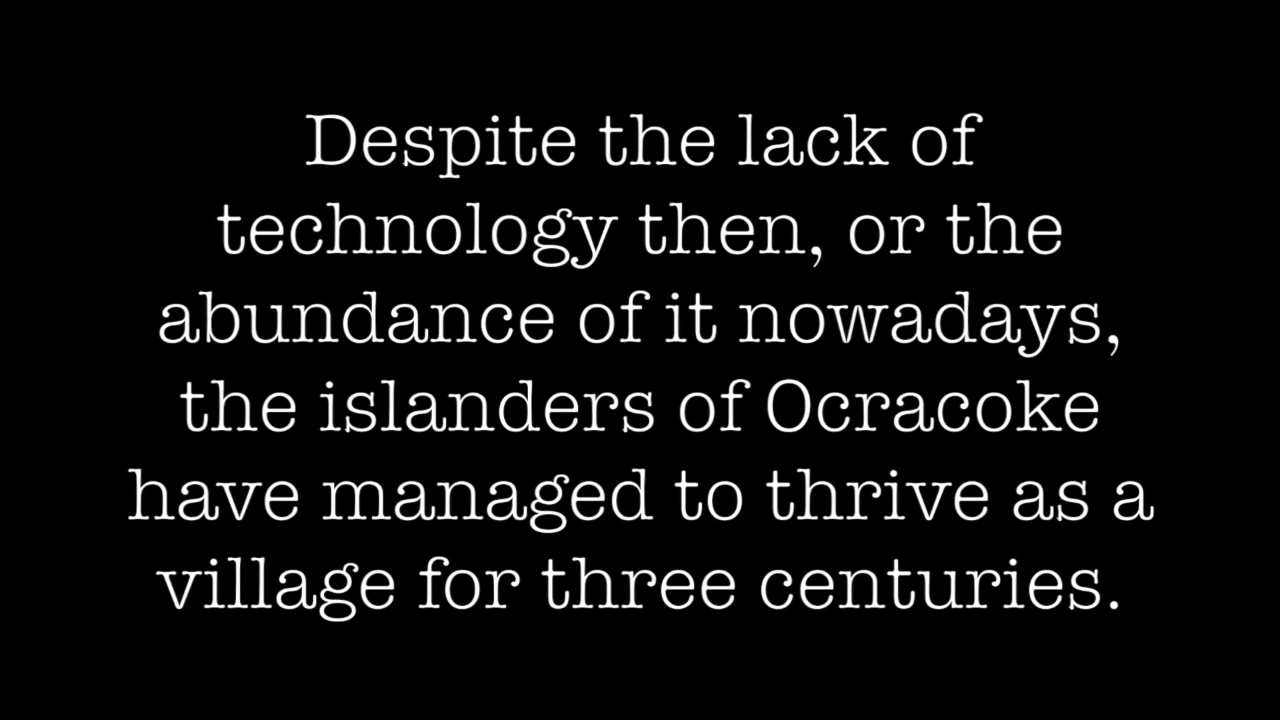 Despite the lack of
technology then, or the
abundance of it nowadays,
the islanders of Ocracoke
have managed to thrive as a
village for three centuries.